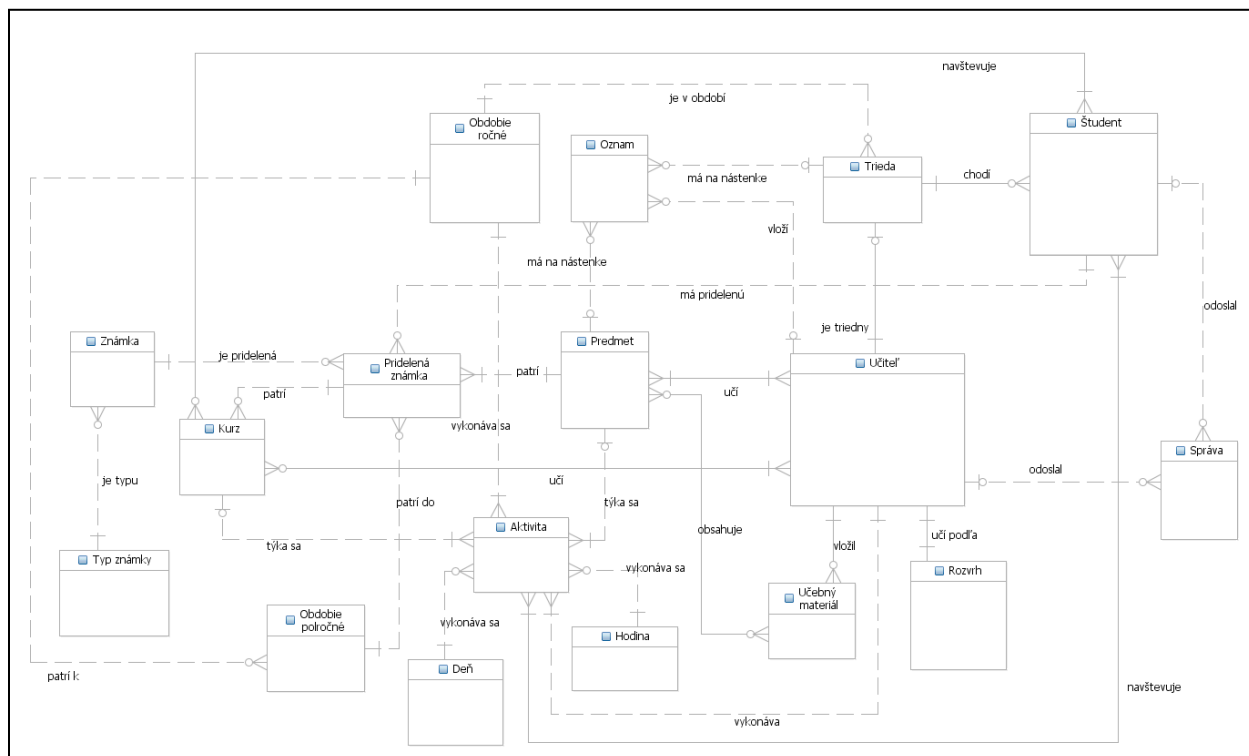 navštevuje
je v období
Obdobie
ročné
Študent
Oznam
Trieda
má na nástenke
chodí
vloží
má na nástenke
má pridelenú
odoslal
je triedny
Známka
Predmet
je pridelená
Pridelená
známka
patrí
Učiteľ
učí
patrí
Kurz
vykonáva sa
Správa
odoslal
učí
je typu
patrí do
týka sa
Aktivita
obsahuje
týka sa
vložil
učí podľa
Typ známky
vykonáva sa
Rozvrh
Učebný
materiál
Obdobie
polročné
vykonáva sa
Hodina
Deň
patrí k
navštevuje
vykonáva